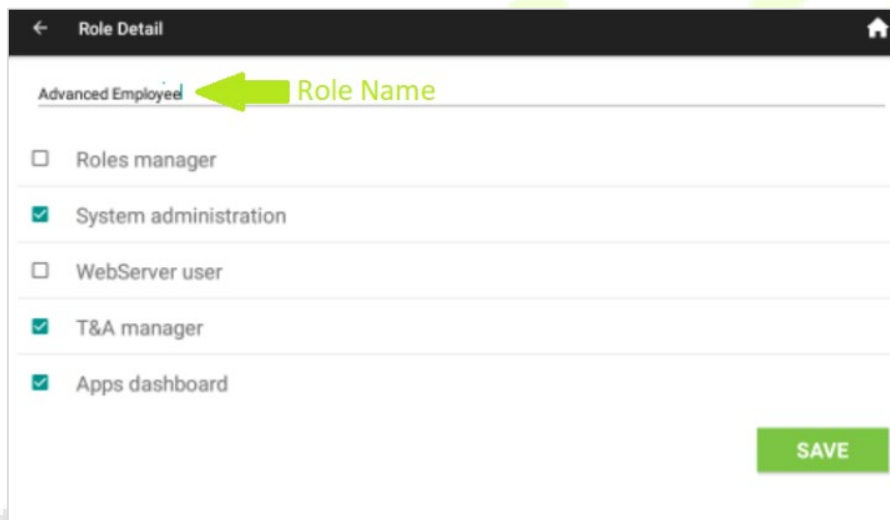 Role Detail
Advanced Employee Role Name
Roles manager
System administration
WebServer user
T&A manager
Apps dashboard
SAVE